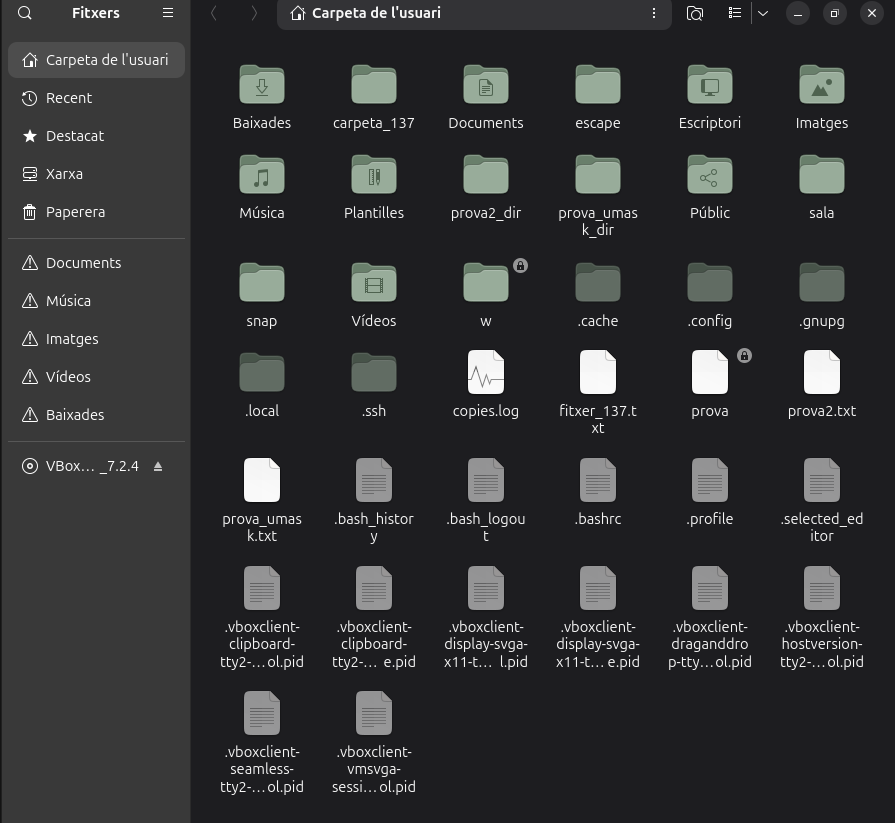 Fitxers
Carpeta de l'usuari
Carpeta de l'usuari
Recent
Destacat
Xarxa
Paperera
Documents
Música
Imatges
Vídeos
Baixades
VBox… _7.2.4
Baixades
carpeta_137
Documents
escape
Escriptori
Imatges
Música
Plantilles
prova2_dir
prova_umas
k_dir
Públic
sala
snap
Vídeos
w
.cache
.config
.gnupg
.local
.ssh
copies.log
fitxer_137.t
xt
prova
prova2.txt
prova_umas
k.txt
.bash_histor
y
.bash_logou
t
.bashrc
.profile
.selected_ed
itor
.vboxclient-
clipboard-
tty2-…ol.pid
.vboxclient-
clipboard-
tty2-… e.pid
.vboxclient-
display-svga-
x11-t… l.pid
.vboxclient-
display-svga-
x11-t… e.pid
.vboxclient-
draganddro
p-tty…ol.pid
.vboxclient-
hostversion-
tty2-…ol.pid
.vboxclient-
seamless-
tty2-…ol.pid
.vboxclient-
vmsvga-
sessi…ol.pid